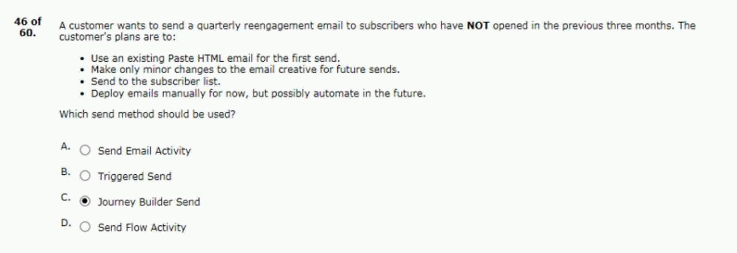 46 of 60.
A customer wants to send a quarterly reengagement email to subscribers who have NOT opened in the previous three months. The
customer's plans are to:
• Use an existing Paste HTML email for the first send.
• Make only minor changes to the email creative for future sends.
• Send to the subscriber list.
• Deploy emails manually for now, but possibly automate in the future.
Which send method should be used?
A. Send Email Activity
B. Triggered Send
C. Journey Builder Send
D. Send Flow Activity